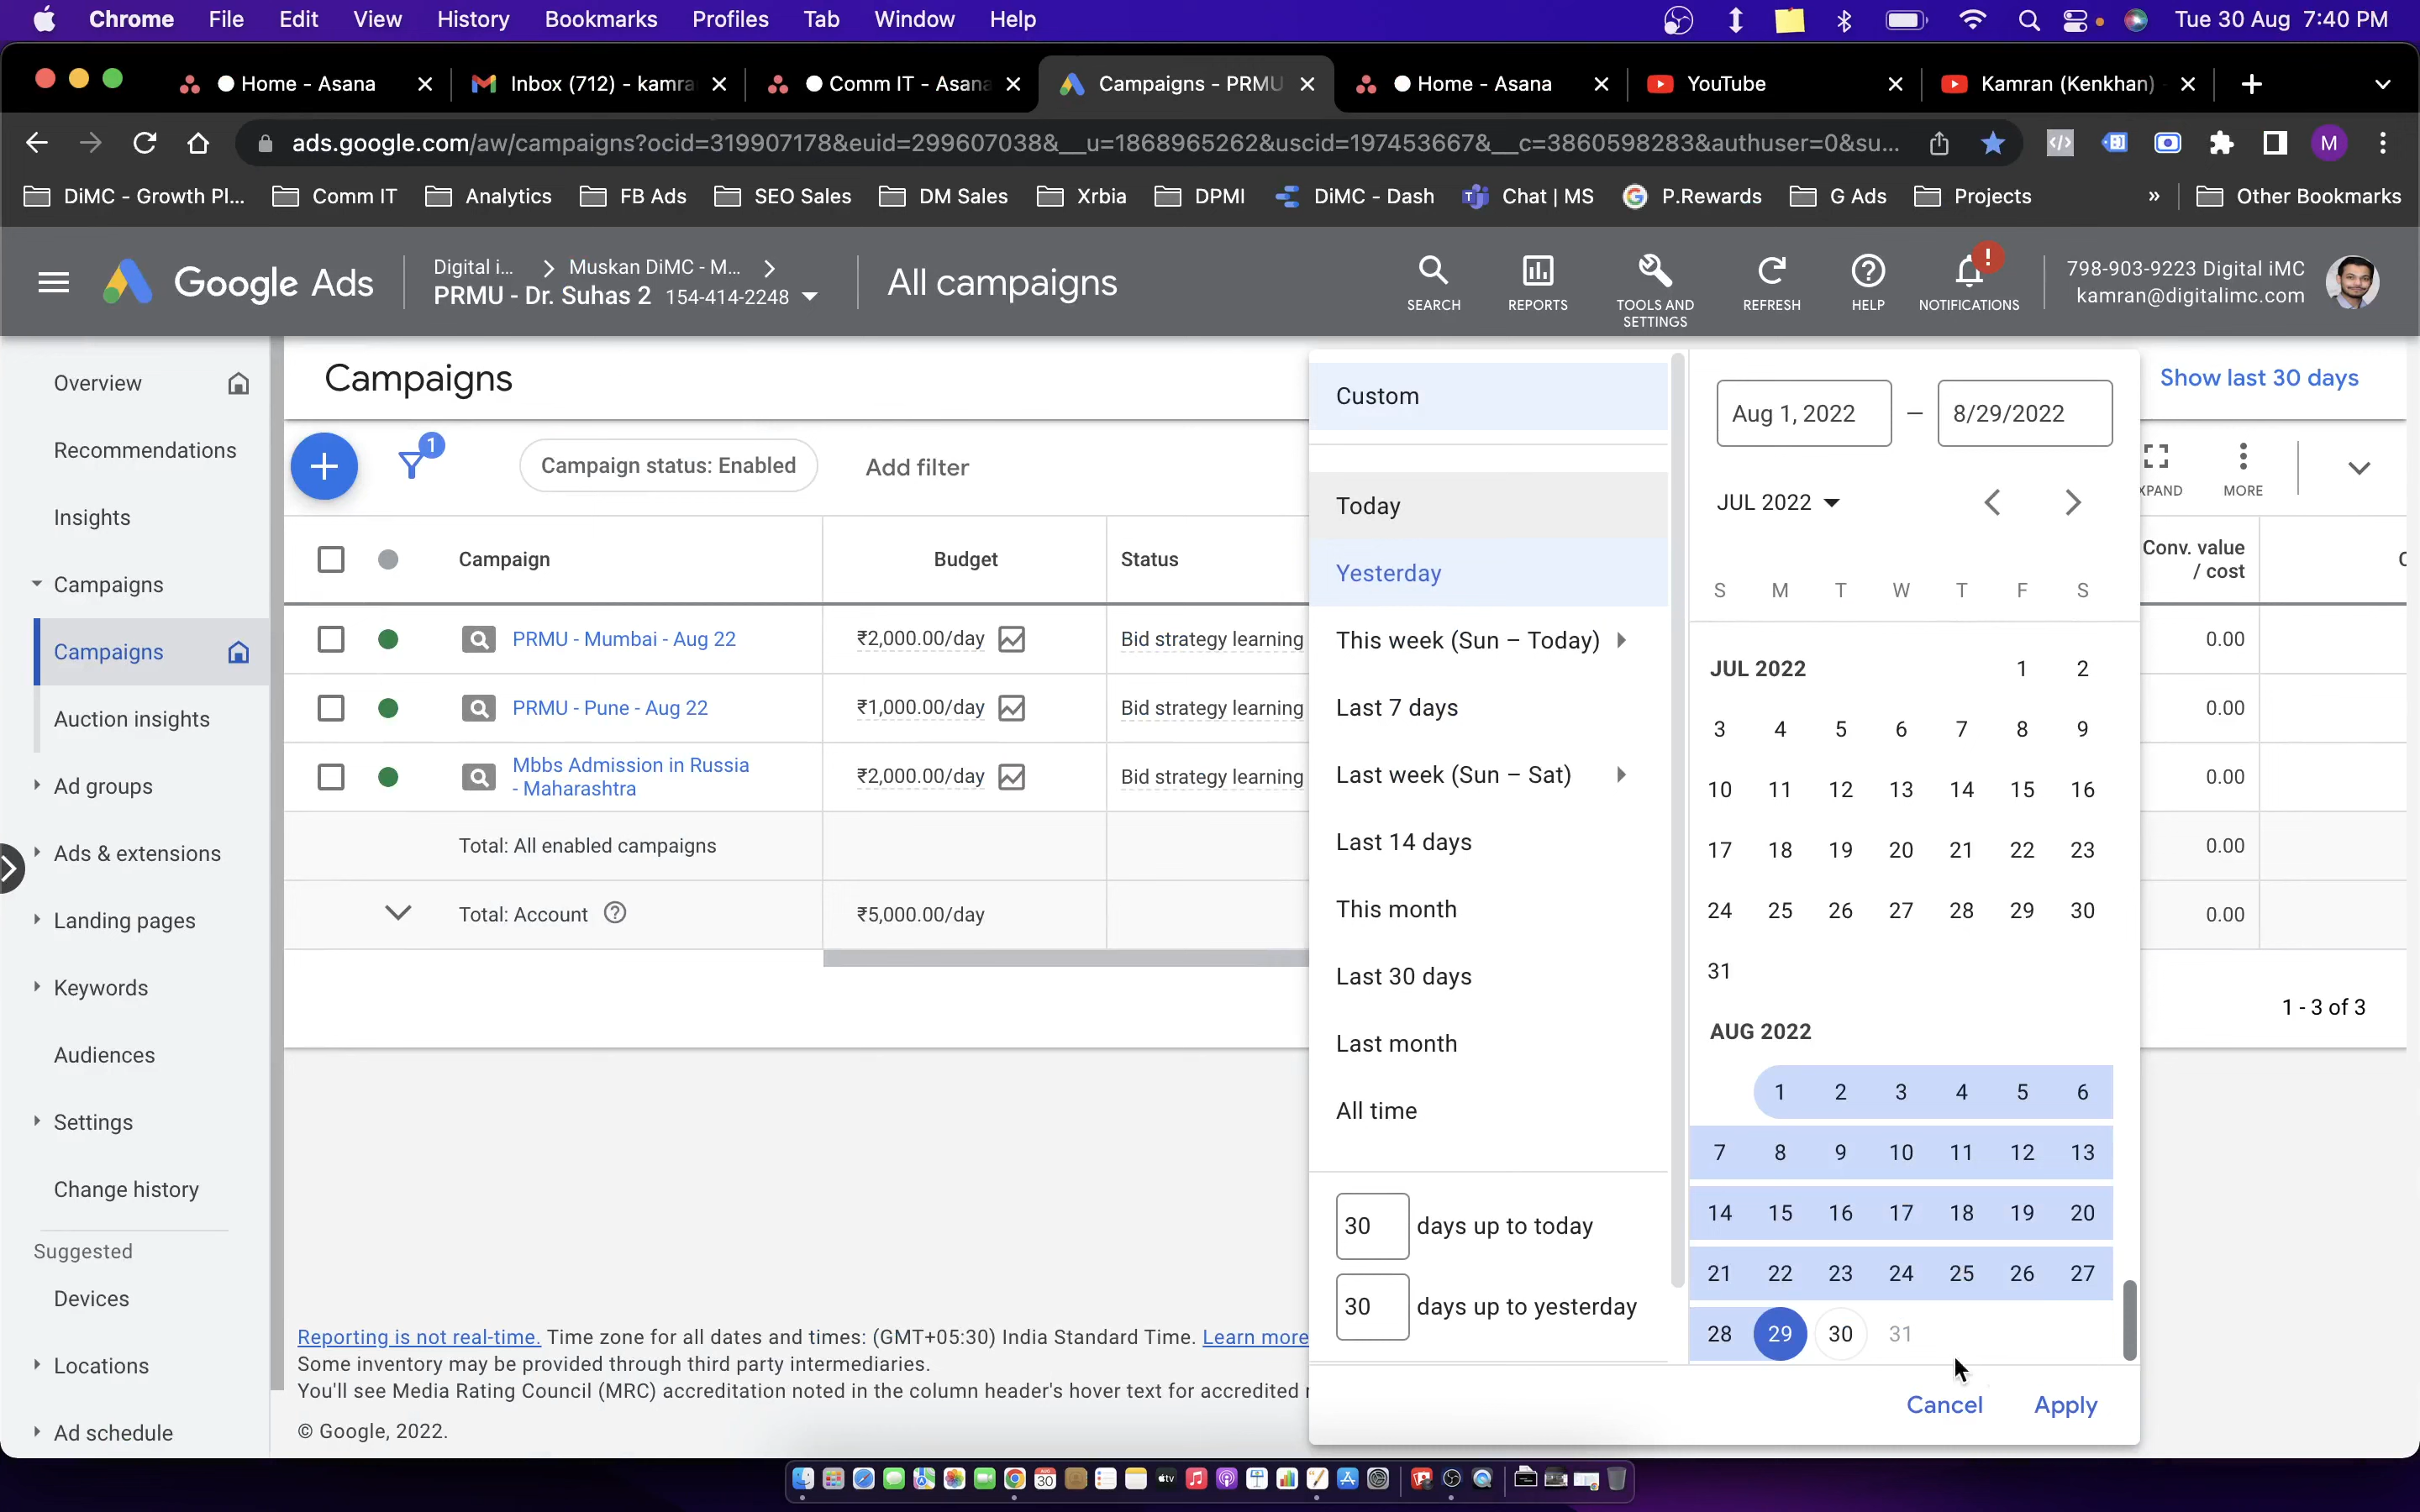 Chrome File Edit View History Bookmarks Profiles Tab Window Help
Tue 30 Aug 7:40 PM
Home - Asana
Inbox (712) - kamra
Comm IT - Asana
Campaigns - PRMU
Home - Asana
YouTube
Kamran (Kenkhan)
ads.google.com/aw/campaigns?ocid=319907178&euid=299607038&__u=1868965262&uscid=197453667&__c=3860598283&authuser=0&su...
M
DiMC - Growth Pl...
Comm IT
Analytics
FB Ads
SEO Sales
DM Sales
Xrbia
DPMI
DiMC - Dash
Chat | MS
P.Rewards
G Ads
Projects
»
Other Bookmarks
Google Ads
Digital i... > Muskan DiMC - M... >
PRMU - Dr. Suhas 2 154-414-2248
All campaigns
SEARCH
REPORTS
TOOLS AND
SETTINGS
REFRESH
HELP
!
NOTIFICATIONS
798-903-9223 Digital iMC
kamran@digitalimc.com
Overview
Recommendations
Insights
Campaigns
Campaigns
Auction insights
Ad groups
Ads & extensions
Landing pages
Keywords
Audiences
Settings
Change history
Suggested
Devices
Locations
Ad schedule
Campaigns
Show last 30 days
1
Campaign status: Enabled
Add filter
XPAND
MORE
Campaign Budget Status
Conv. value
/ cost
PRMU - Mumbai - Aug 22 ₹2,000.00/day Bid strategy learning 0.00
PRMU - Pune - Aug 22 ₹1,000.00/day Bid strategy learning 0.00
Mbbs Admission in Russia
- Maharashtra
₹2,000.00/day Bid strategy learning 0.00
Total: All enabled campaigns 0.00
Total: Account ₹5,000.00/day 0.00
1 - 3 of 3
Custom
Today
Yesterday
This week (Sun – Today)
Last 7 days
Last week (Sun – Sat)
Last 14 days
This month
Last 30 days
Last month
All time
30 days up to today
30 days up to yesterday
Aug 1, 2022 – 8/29/2022
JUL 2022
S M T W T F S
JUL 2022 1 2
3 4 5 6 7 8 9
10 11 12 13 14 15 16
17 18 19 20 21 22 23
24 25 26 27 28 29 30
31
AUG 2022
1 2 3 4 5 6
7 8 9 10 11 12 13
14 15 16 17 18 19 20
21 22 23 24 25 26 27
28 29 30 31
Cancel Apply
Reporting is not real-time. Time zone for all dates and times: (GMT+05:30) India Standard Time. Learn more
Some inventory may be provided through third party intermediaries.
You'll see Media Rating Council (MRC) accreditation noted in the column header's hover text for accredited
© Google, 2022.